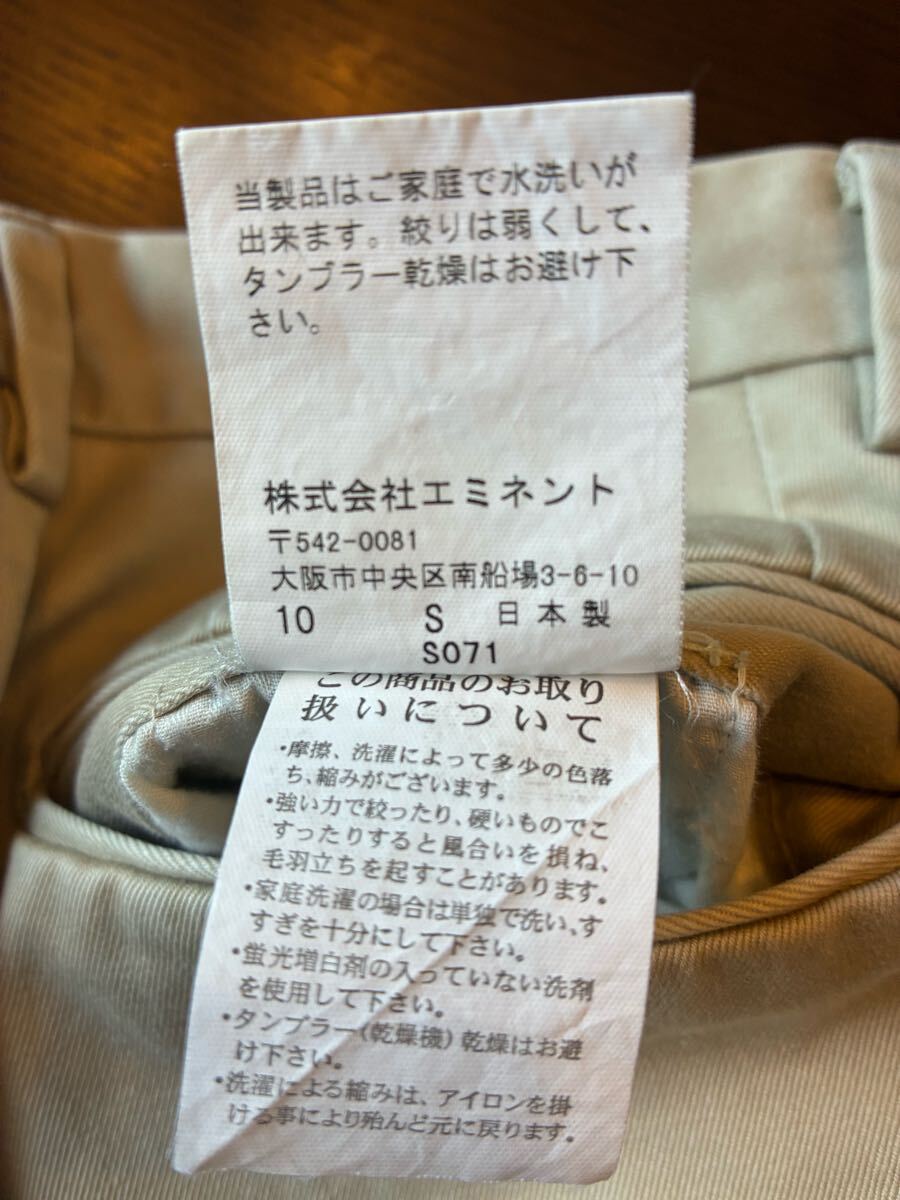 当製品はご家庭で水洗いが
出来ます。絞りは弱くして、
タンブラー乾燥はお避け下
さい。
株式会社エミネント
〒542-0081
大阪市中央区南船場3-6-10
10 S 日本製
S071
この商品のお取り
扱いについて
・摩擦、洗濯によって多少の色落
ち、縮みがございます。
・強い力で絞ったり、硬いものでこ
すったりすると風合いを損ね、
毛羽立ちを起すことがあります。
・家庭洗濯の場合は単独で洗い、す
すぎを十分にして下さい。
・蛍光増白剤の入っていない洗剤
を使用して下さい。
・タンブラー(乾燥機)乾燥はお避
け下さい。
・洗濯による縮みは、アイロンを掛
ける事により殆んど元に戻ります。